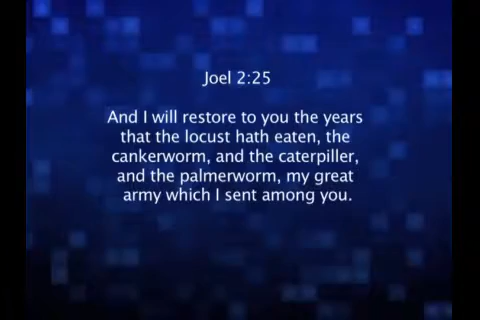 Joel 2:25
And I will restore to you the years
that the locust hath eaten, the
cankerworm, and the caterpiller,
and the palmerworm, my great
army which I sent among you.